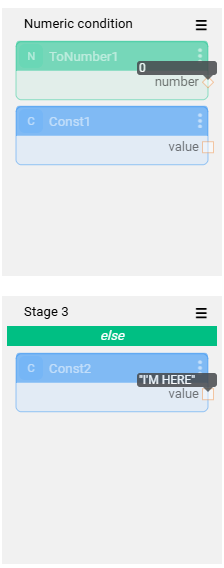 Numeric condition
N ToNumber1
0
number
C Const1
value
Stage 3
else
C Const2
"I'M HERE"
value